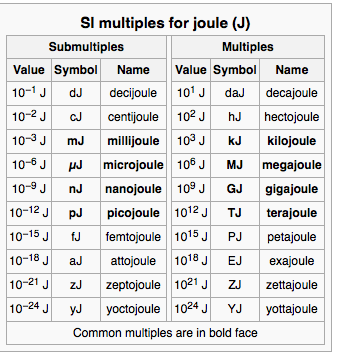 SI multiples for joule (J)
Submultiples Multiples
Value Symbol Name Value Symbol Name
10⁻¹ J dJ decijoule 10¹ J daJ decajoule
10⁻² J cJ centijoule 10² J hJ hectojoule
10⁻³ J mJ millijoule 10³ J kJ kilojoule
10⁻⁶ J µJ microjoule 10⁶ J MJ megajoule
10⁻⁹ J nJ nanojoule 10⁹ J GJ gigajoule
10⁻¹² J pJ picojoule 10¹² J TJ terajoule
10⁻¹⁵ J fJ femtojoule 10¹⁵ J PJ petajoule
10⁻¹⁸ J aJ attojoule 10¹⁸ J EJ exajoule
10⁻²¹ J zJ zeptojoule 10²¹ J ZJ zettajoule
10⁻²⁴ J yJ yoctojoule 10²⁴ J YJ yottajoule
Common multiples are in bold face